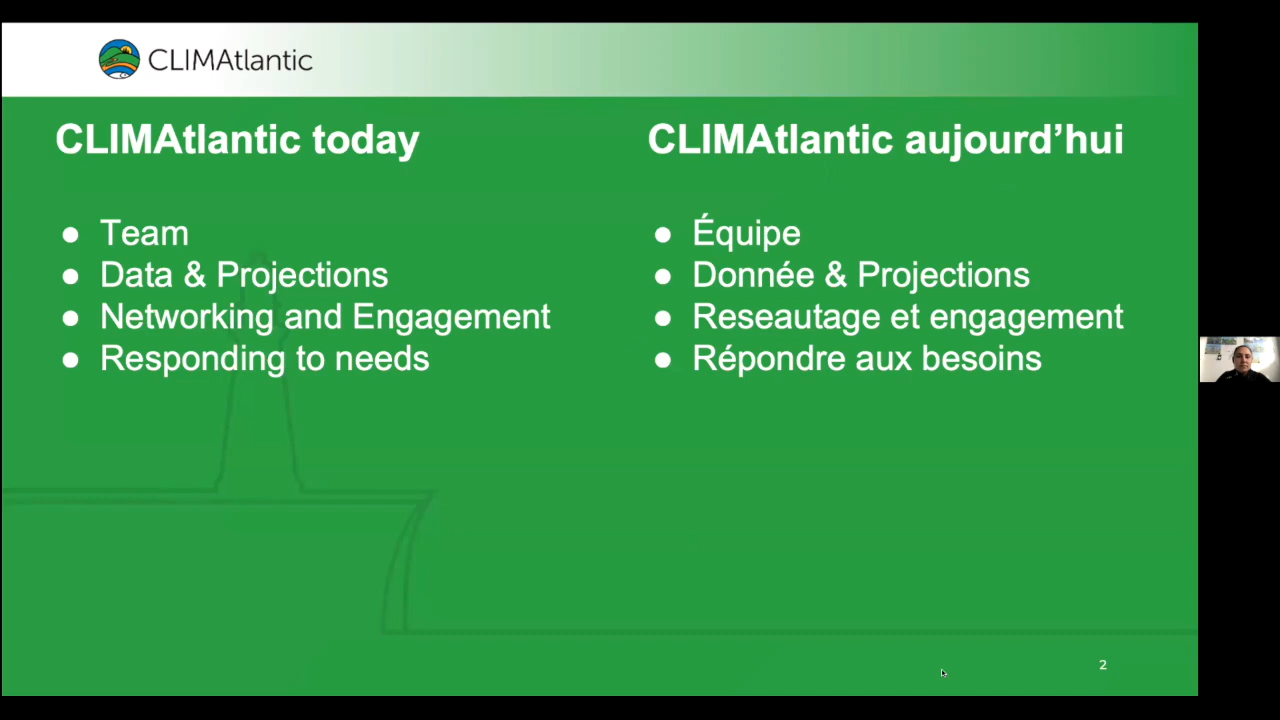 CLIMAtlantic
CLIMAtlantic today
● Team
● Data & Projections
● Networking and Engagement
● Responding to needs
CLIMAtlantic aujourd’hui
● Équipe
● Donnée & Projections
● Reseautage et engagement
● Répondre aux besoins
2